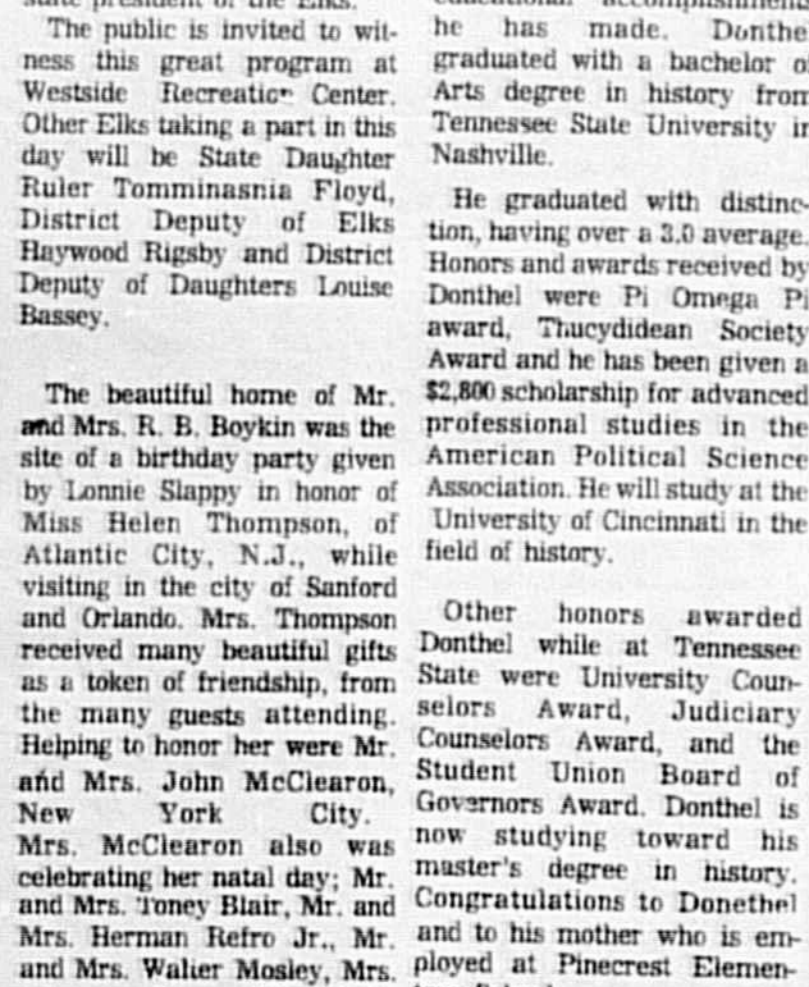 state president of the Elks.
The public is invited to wit-
ness this great program at
Westside Recreation Center.
Other Elks taking a part in this
day will be State Daughter
Ruler Tomminasnia Floyd,
District Deputy of Elks
Haywood Rigsby and District
Deputy of Daughters Louise
Bassey.
The beautiful home of Mr.
and Mrs. R. B. Boykin was the
site of a birthday party given
by Lonnie Slappy in honor of
Miss Helen Thompson, of
Atlantic City, N.J., while
visiting in the city of Sanford
and Orlando. Mrs. Thompson
received many beautiful gifts
as a token of friendship, from
the many guests attending.
Helping to honor her were Mr.
and Mrs. John McClearon,
New York City.
Mrs. McClearon also was
celebrating her natal day; Mr.
and Mrs. Toney Blair, Mr. and
Mrs. Herman Refro Jr., Mr.
and Mrs. Walter Mosley, Mrs.
educational accomplishments
he has made. Donthe
graduated with a bachelor of
Arts degree in history from
Tennessee State University in
Nashville.
He graduated with distinc-
tion, having over a 3.0 average.
Honors and awards received by
Donthel were Pi Omega Pi
award, Thucydidean Society
Award and he has been given a
$2,800 scholarship for advanced
professional studies in the
American Political Science
Association. He will study at the
University of Cincinnati in the
field of history.
Other honors awarded
Donthel while at Tennessee
State were University Coun-
selors Award, Judiciary
Counselors Award, and the
Student Union Board of
Governors Award. Donthel is
now studying toward his
master's degree in history.
Congratulations to Donethel
and to his mother who is em-
ployed at Pinecrest Elemen-